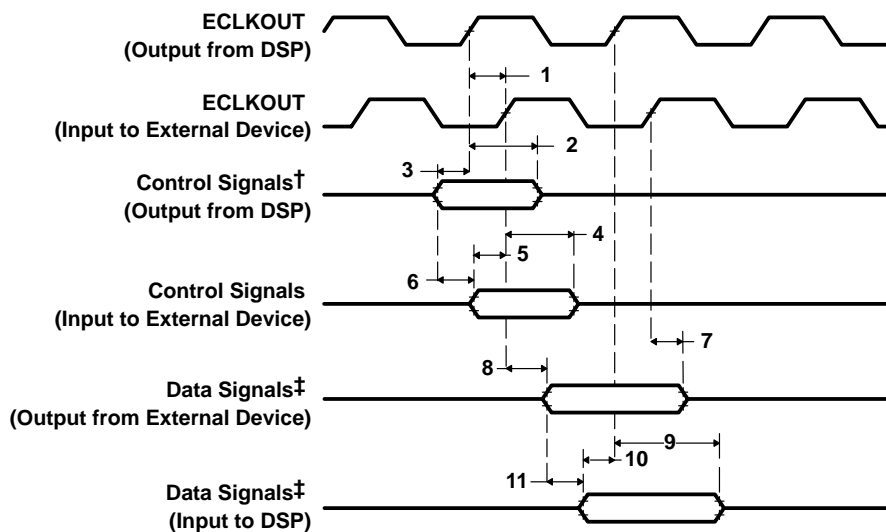 ECLKOUT
(Output from DSP)
1
ECLKOUT
(Input to External Device)
2
3
Control Signals†
(Output from DSP)
4
5
6
Control Signals
(Input to External Device)
7
8
Data Signals‡
(Output from External Device)
9
10
11
Data Signals‡
(Input to DSP)